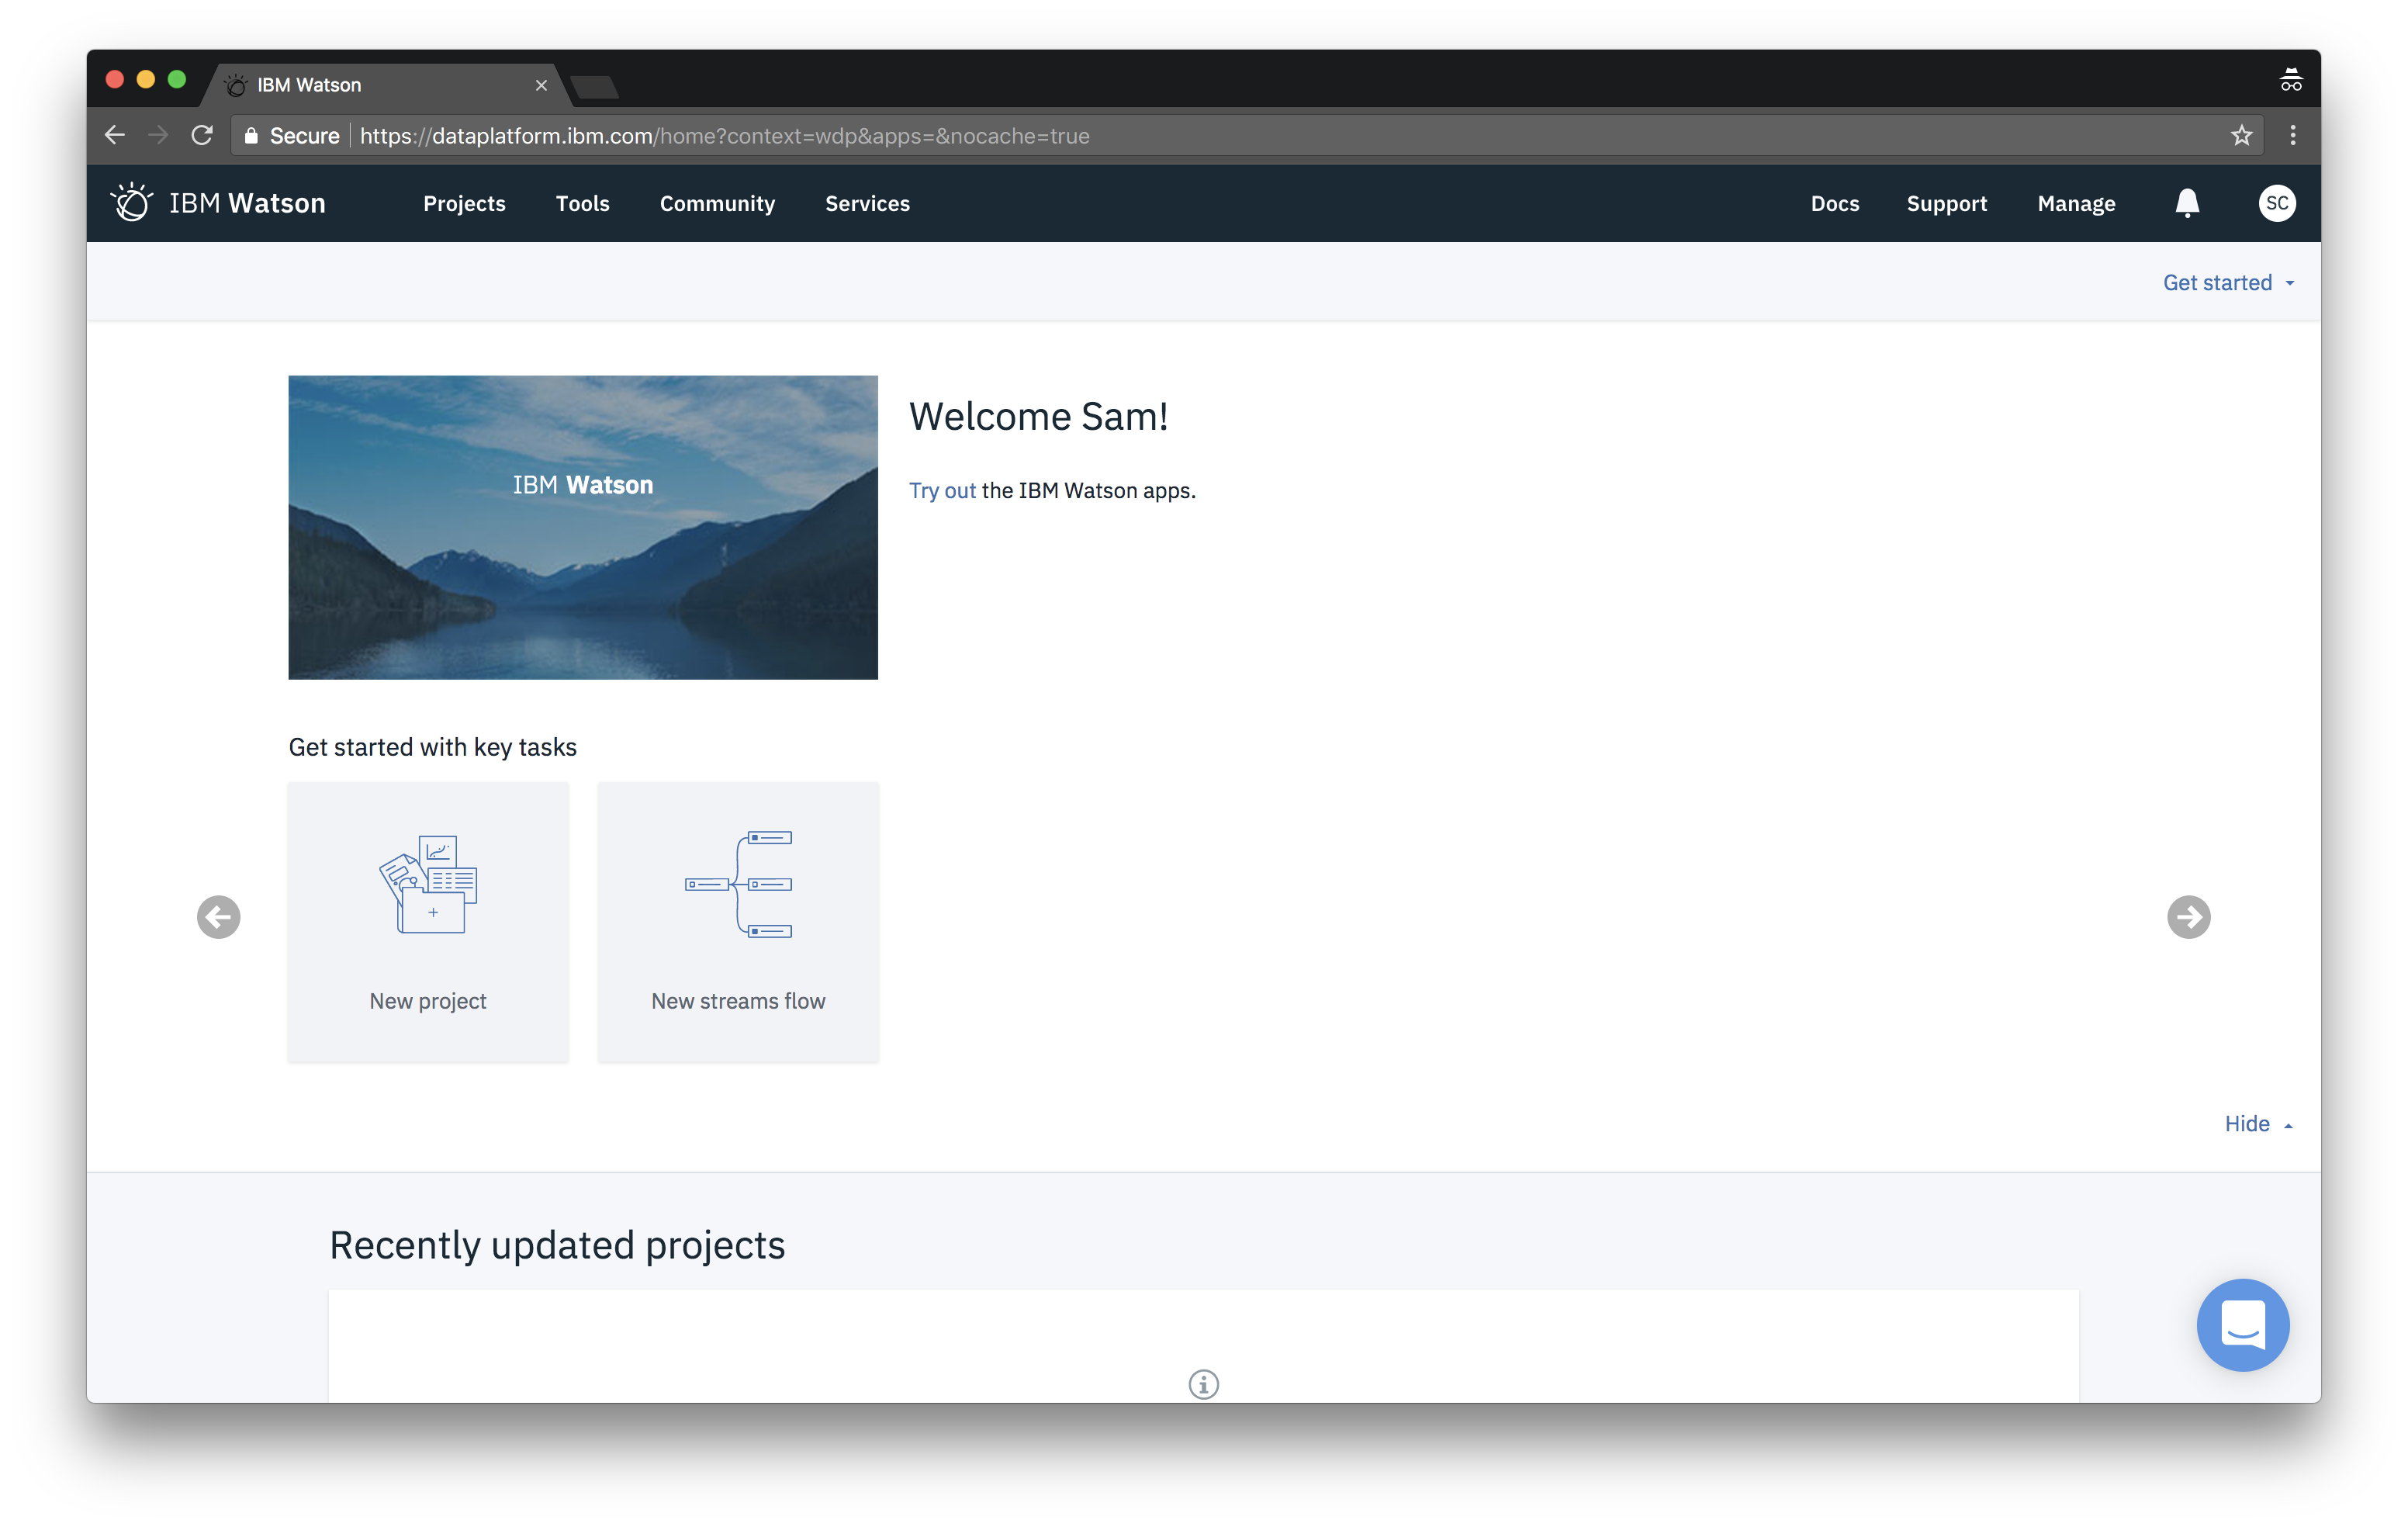 IBM Watson
Secure https://dataplatform.ibm.com/home?context=wdp&apps=&nocache=true
IBM Watson Projects Tools Community Services Docs Support Manage SC
Get started
IBM Watson
Welcome Sam!
Try out the IBM Watson apps.
Get started with key tasks
New project
New streams flow
Hide
Recently updated projects